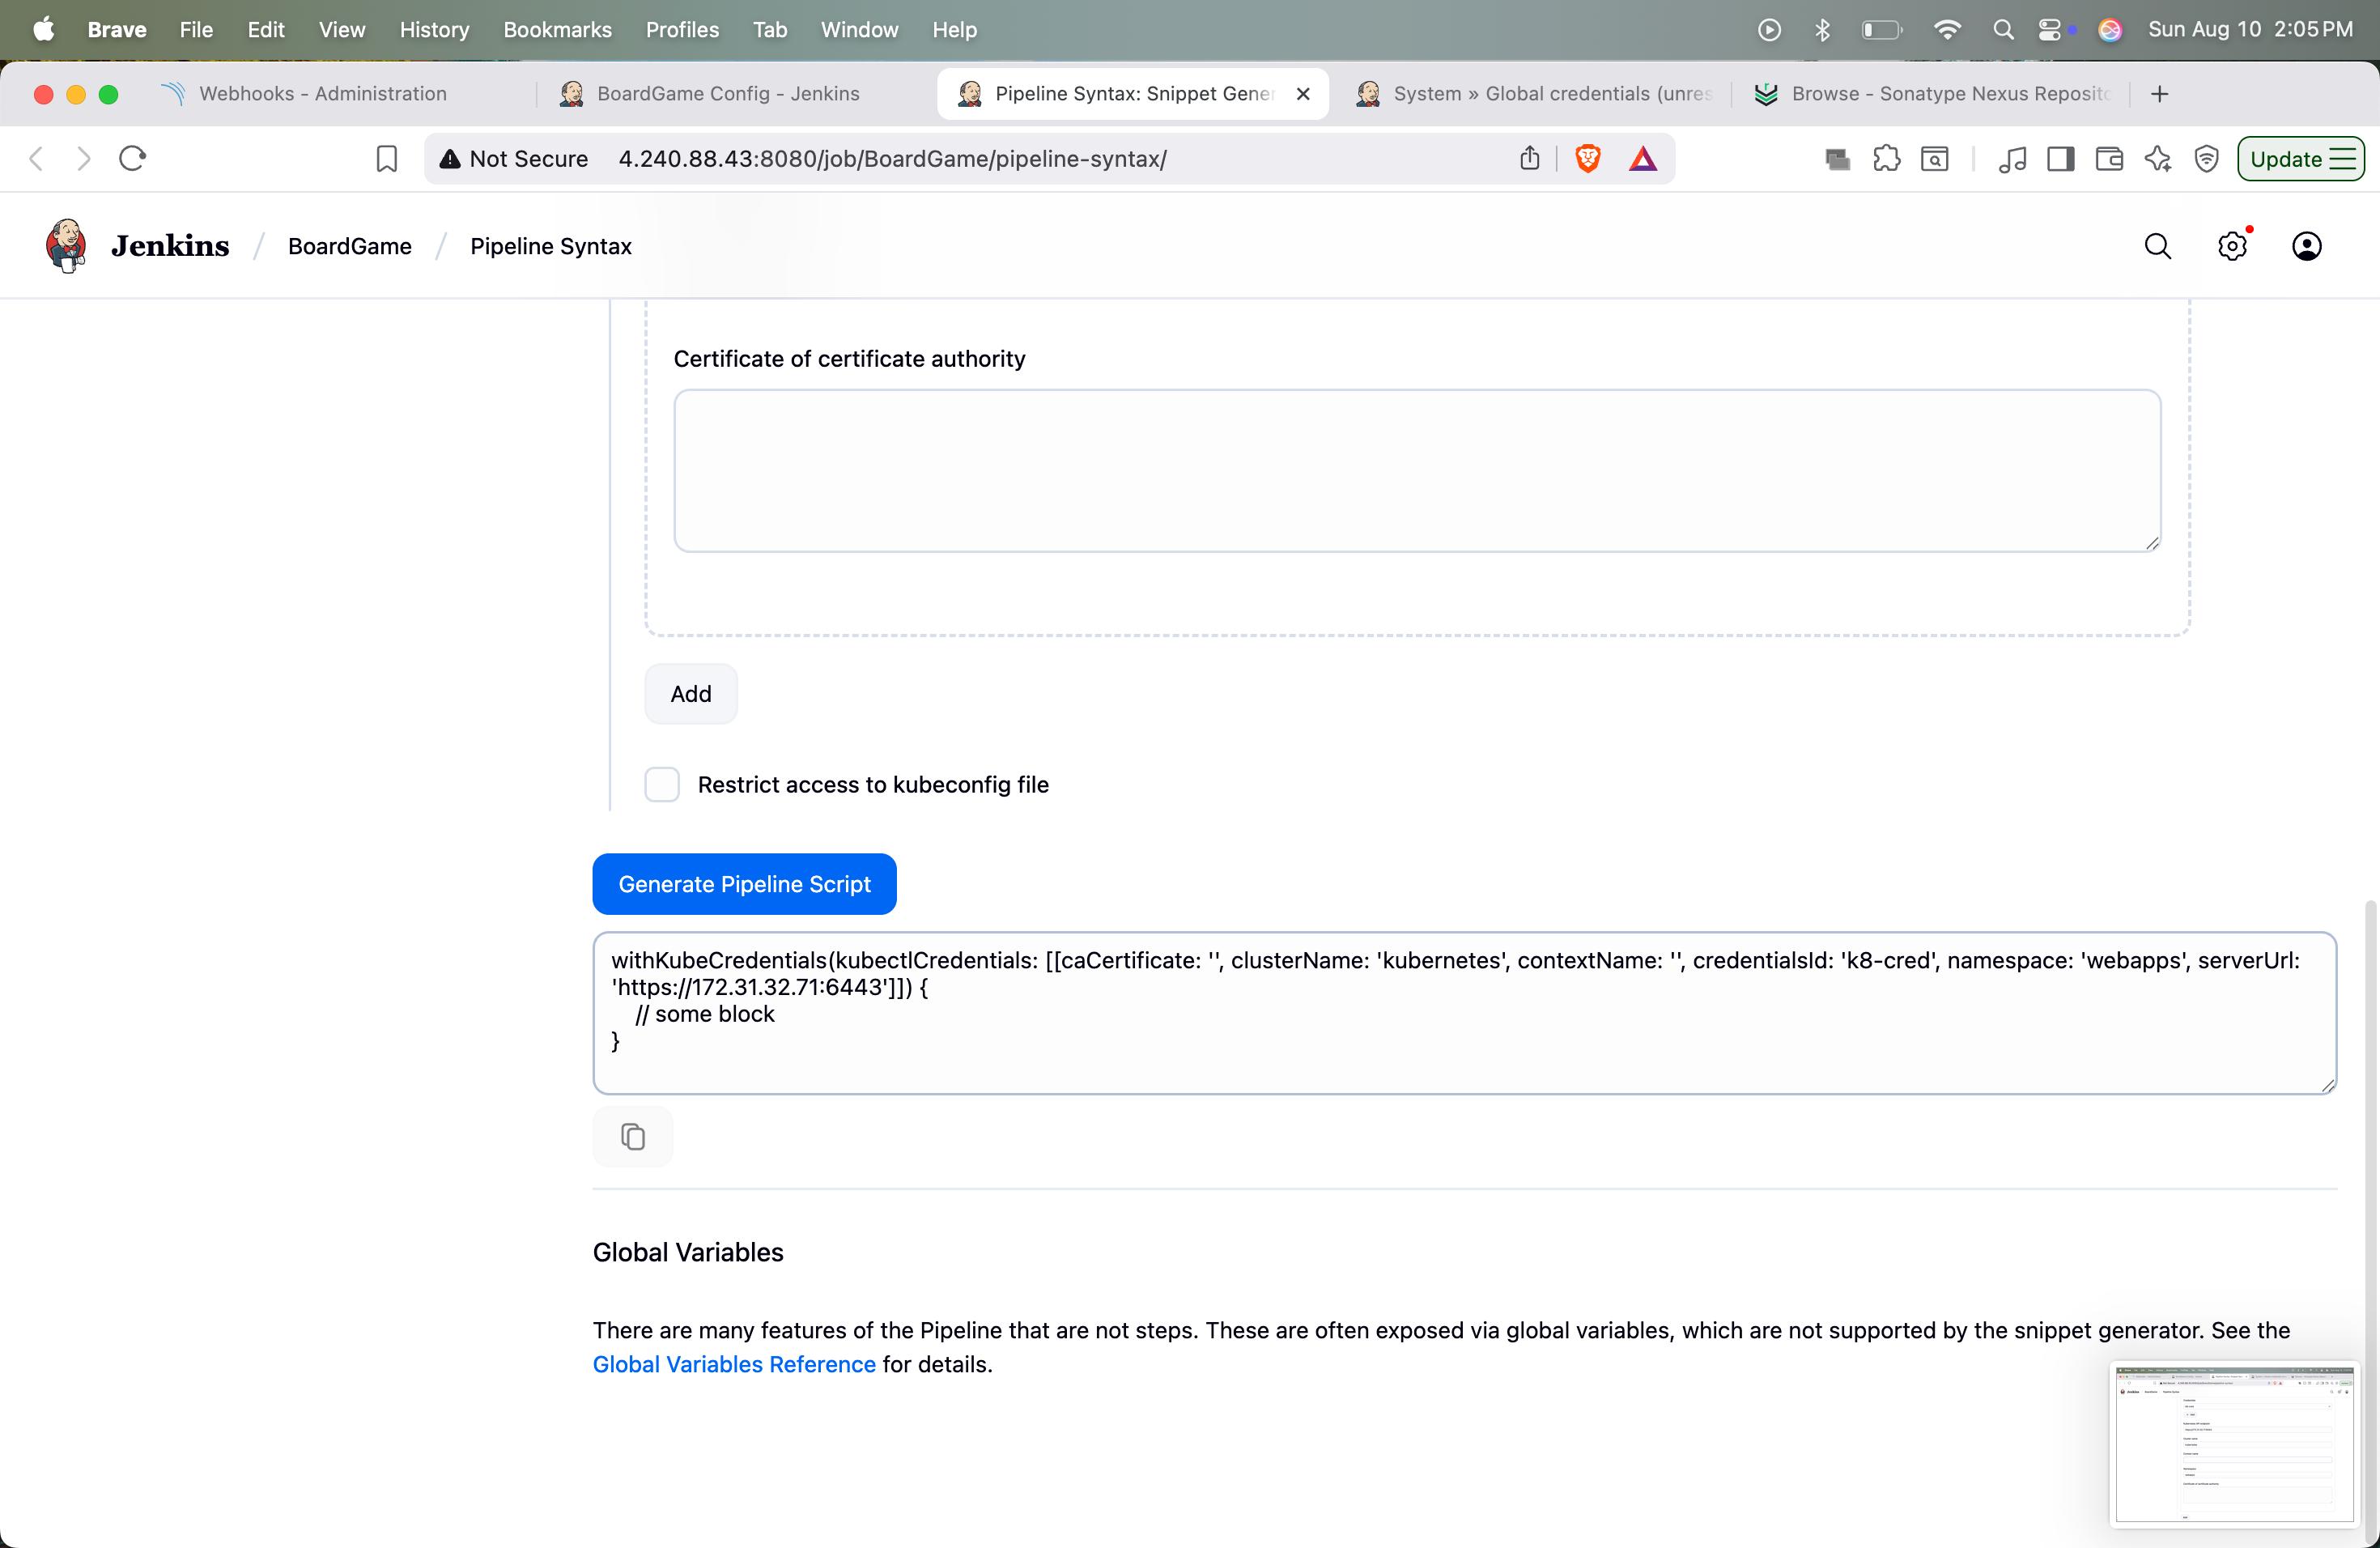 Brave File Edit View History Bookmarks Profiles Tab Window Help Sun Aug 10 2:05 PM
Webhooks - Administration BoardGame Config - Jenkins Pipeline Syntax: Snippet Gener System » Global credentials (unres Browse - Sonatype Nexus Reposito
Not Secure 4.240.88.43:8080/job/BoardGame/pipeline-syntax/ Update
Jenkins / BoardGame / Pipeline Syntax
Certificate of certificate authority
Add
Restrict access to kubeconfig file
Generate Pipeline Script
withKubeCredentials(kubectlCredentials: [[caCertificate: '', clusterName: 'kubernetes', contextName: '', credentialsId: 'k8-cred', namespace: 'webapps', serverUrl:
'https://172.31.32.71:6443']]) {
// some block
}
Global Variables
There are many features of the Pipeline that are not steps. These are often exposed via global variables, which are not supported by the snippet generator. See the
Global Variables Reference for details.